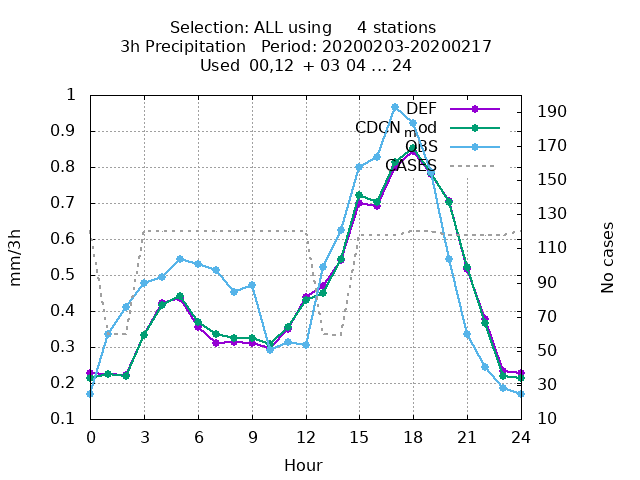 Selection: ALL using     4 stations
3h Precipitation   Period: 20200203-20200217
Used  00,12  + 03 04 ... 24
DEF
CDCN_mod
OBS
CASES
1
0.9
0.8
0.7
0.6
0.5
0.4
0.3
0.2
0.1
190
170
150
130
110
90
70
50
30
10
mm/3h
No cases
0 3 6 9 12 15 18 21 24
Hour